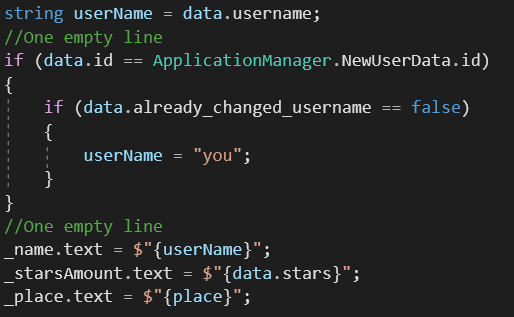 string userName = data.username;
//One empty line
if (data.id == ApplicationManager.NewUserData.id)
{
    if (data.already_changed_username == false)
    {
        userName = "you";
    }
}
//One empty line
_name.text = $"{userName}";
_starsAmount.text = $"{data.stars}";
_place.text = $"{place}";